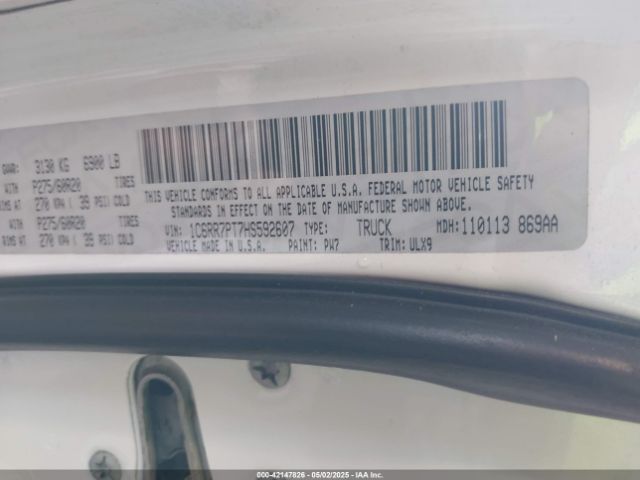 GVWR: 3130 KG 6900 LB
WITH TIRES
P275/60R20
RIMS AT 270 KPA ( 39 PSI) COLD
WITH TIRES
P275/60R20
RIMS AT 270 KPA ( 39 PSI) COLD
THIS VEHICLE CONFORMS TO ALL APPLICABLE U.S.A. FEDERAL MOTOR VEHICLE SAFETY
STANDARDS IN EFFECT ON THE DATE OF MANUFACTURE SHOWN ABOVE.
VIN: 1C6RR7PT7HS592607 TYPE: TRUCK MDH: 110113 869AA
VEHICLE MADE IN U.S.A. PAINT: PW7 TRIM: ULX9
000-42147826 - 05/02/2025 - IAA Inc.